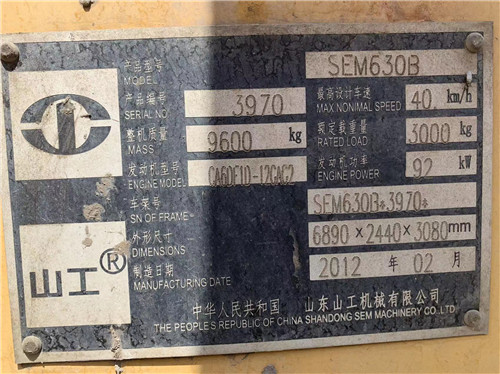 产品型号
MODEL
SEM630B
产品编号
SERIAL NO
3970
最高设计车速
MAX NONIMAL SPEED
40. km/h
整机质量
MASS
9600 kg
额定载重量
RATED LOAD
3000 kg
发动机型号
ENGINE MODEL
CA6DF1D-12GAG2
发动机功率
ENGINE POWER
92 kW
车架号
SN OF FRAME
SEM630B*3970*
外形尺寸
DIMENSIONS
6890×2440×3080mm
制造日期
MANUFACTURING DATE
2012 年 02 月
山工®
中华人民共和国 山东山工机械有限公司
THE PEOPLE'S REPUBLIC OF CHINA SHANDONG SEM MACHINERY CO.,LTD